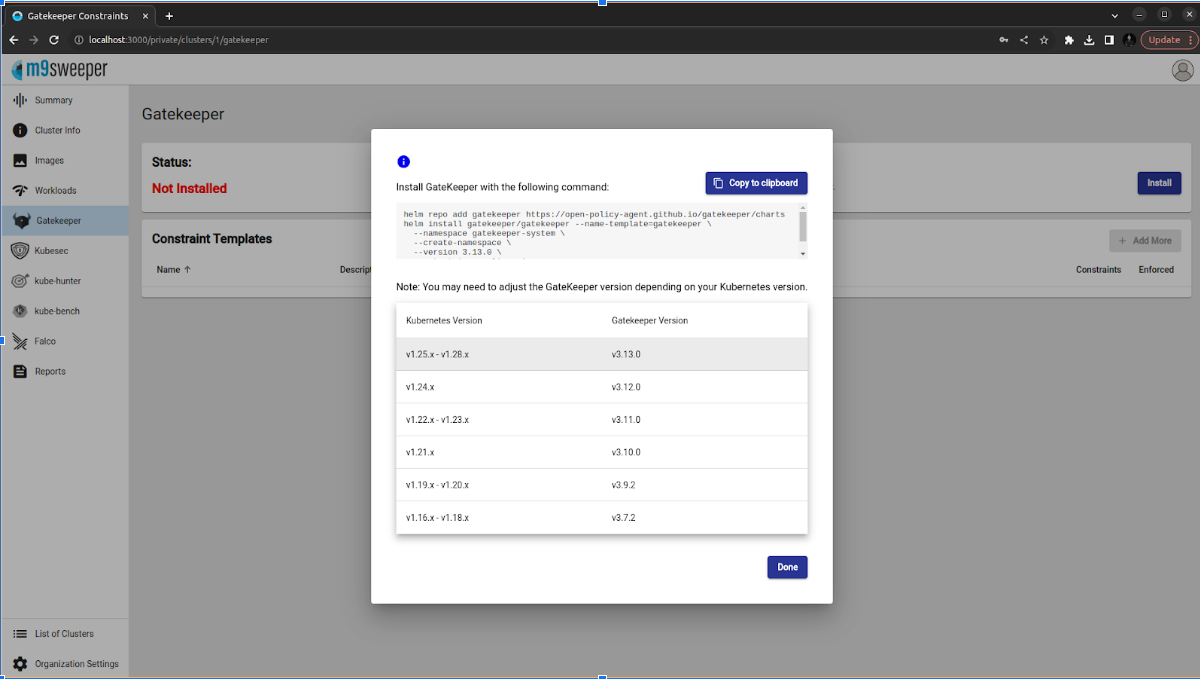 Gatekeeper Constraints
localhost:3000/private/clusters/1/gatekeeper
Update
m9sweeper
Summary
Cluster Info
Images
Workloads
Gatekeeper
Kubesec
kube-hunter
kube-bench
Falco
Reports
List of Clusters
Organization Settings
Gatekeeper
Status:
Not Installed
Install
Constraint Templates
+ Add More
Name ↑
Constraints Enforced
Install GateKeeper with the following command:
Copy to clipboard
helm repo add gatekeeper https://open-policy-agent.github.io/gatekeeper/charts
helm install gatekeeper/gatekeeper --name-template=gatekeeper \
--namespace gatekeeper-system \
--create-namespace \
--version 3.13.0 \
Note: You may need to adjust the GateKeeper version depending on your Kubernetes version.
Kubernetes Version Gatekeeper Version
v1.25.x - v1.28.x v3.13.0
v1.24.x v3.12.0
v1.22.x - v1.23.x v3.11.0
v1.21.x v3.10.0
v1.19.x - v1.20.x v3.9.2
v1.16.x - v1.18.x v3.7.2
Done